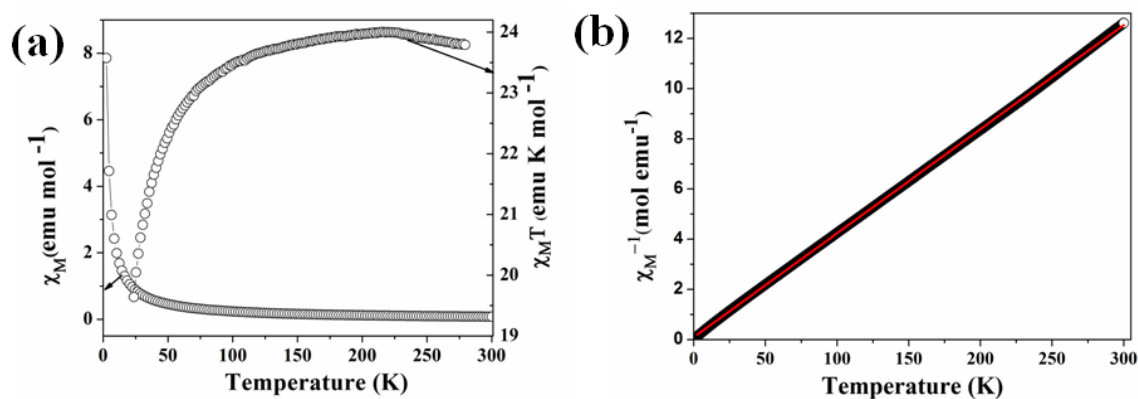 (a)
χM(emu mol -1)
8
6
4
2
0
24
23
22
21
20
19
χMT (emu K mol -1)
0 50 100 150 200 250 300
Temperature (K)
(b)
χM−1(mol emu-1)
12
10
8
6
4
2
0
0 50 100 150 200 250 300
Temperature (K)